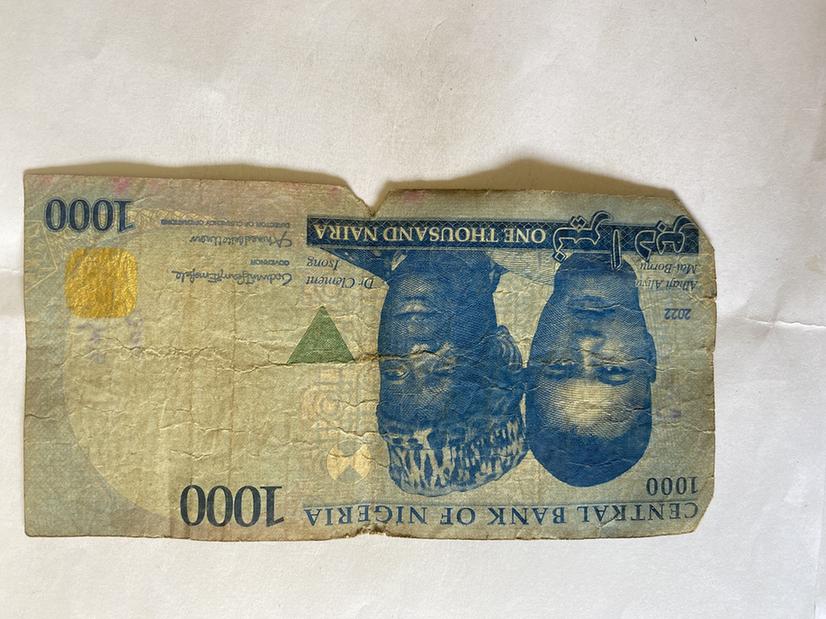 CENTRAL BANK OF NIGERIA 1000
1000
2022
Alhaji Aliyu
Mai-Bornu
Dr Clement
Isong
GOVERNOR
DIRECTOR OF CURRENCY OPERATIONS
ONE THOUSAND NAIRA
1000